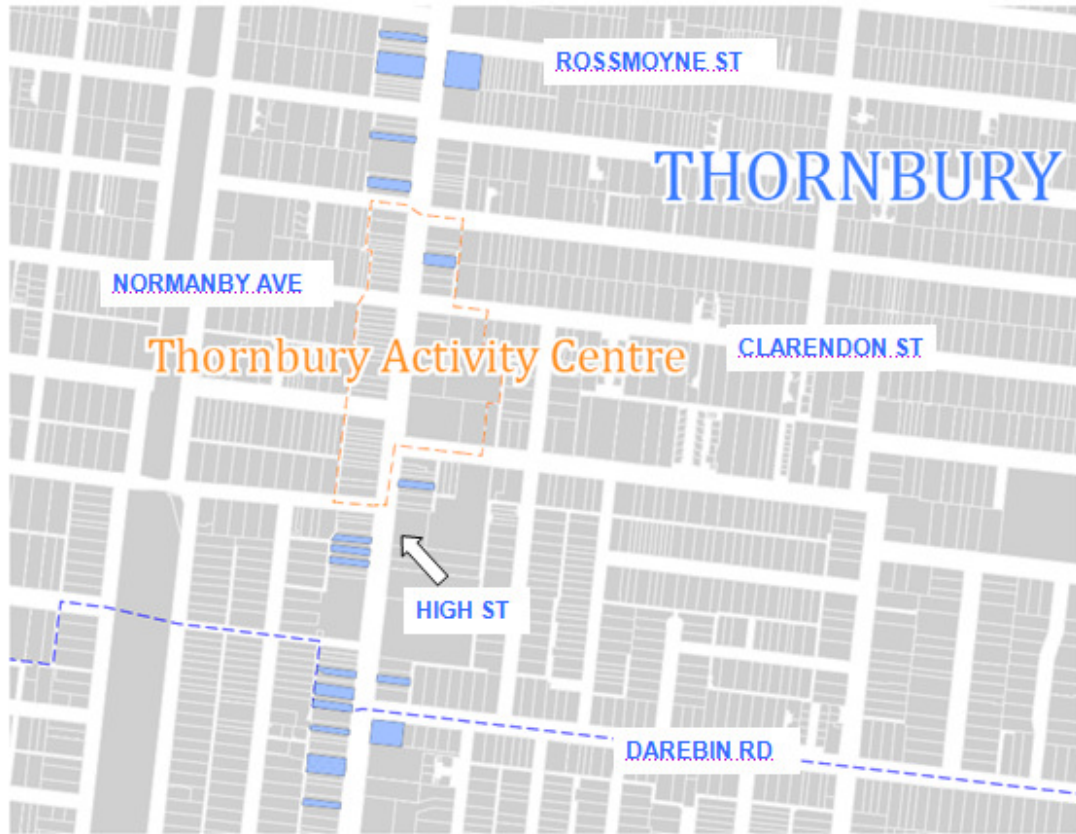 ROSSMOYNE ST
THORNBURY
NORMANBY AVE
CLARENDON ST
Thornbury Activity Centre
HIGH ST
DAREBIN RD